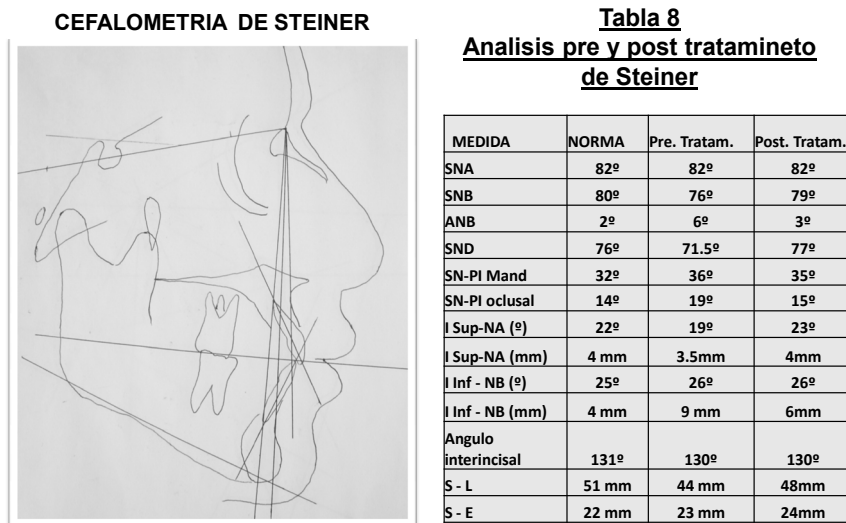 CEFALOMETRIA DE STEINER
Tabla 8
Analisis pre y post tratamineto
de Steiner
MEDIDA NORMA Pre. Tratam. Post. Tratam.
SNA 82º 82º 82º
SNB 80º 76º 79º
ANB 2º 6º 3º
SND 76º 71.5º 77º
SN-PI Mand 32º 36º 35º
SN-PI oclusal 14º 19º 15º
I Sup-NA (º) 22º 19º 23º
I Sup-NA (mm) 4 mm 3.5mm 4mm
I Inf - NB (º) 25º 26º 26º
I Inf - NB (mm) 4 mm 9 mm 6mm
Angulo
interincisal 131º 130º 130º
S - L 51 mm 44 mm 48mm
S - E 22 mm 23 mm 24mm